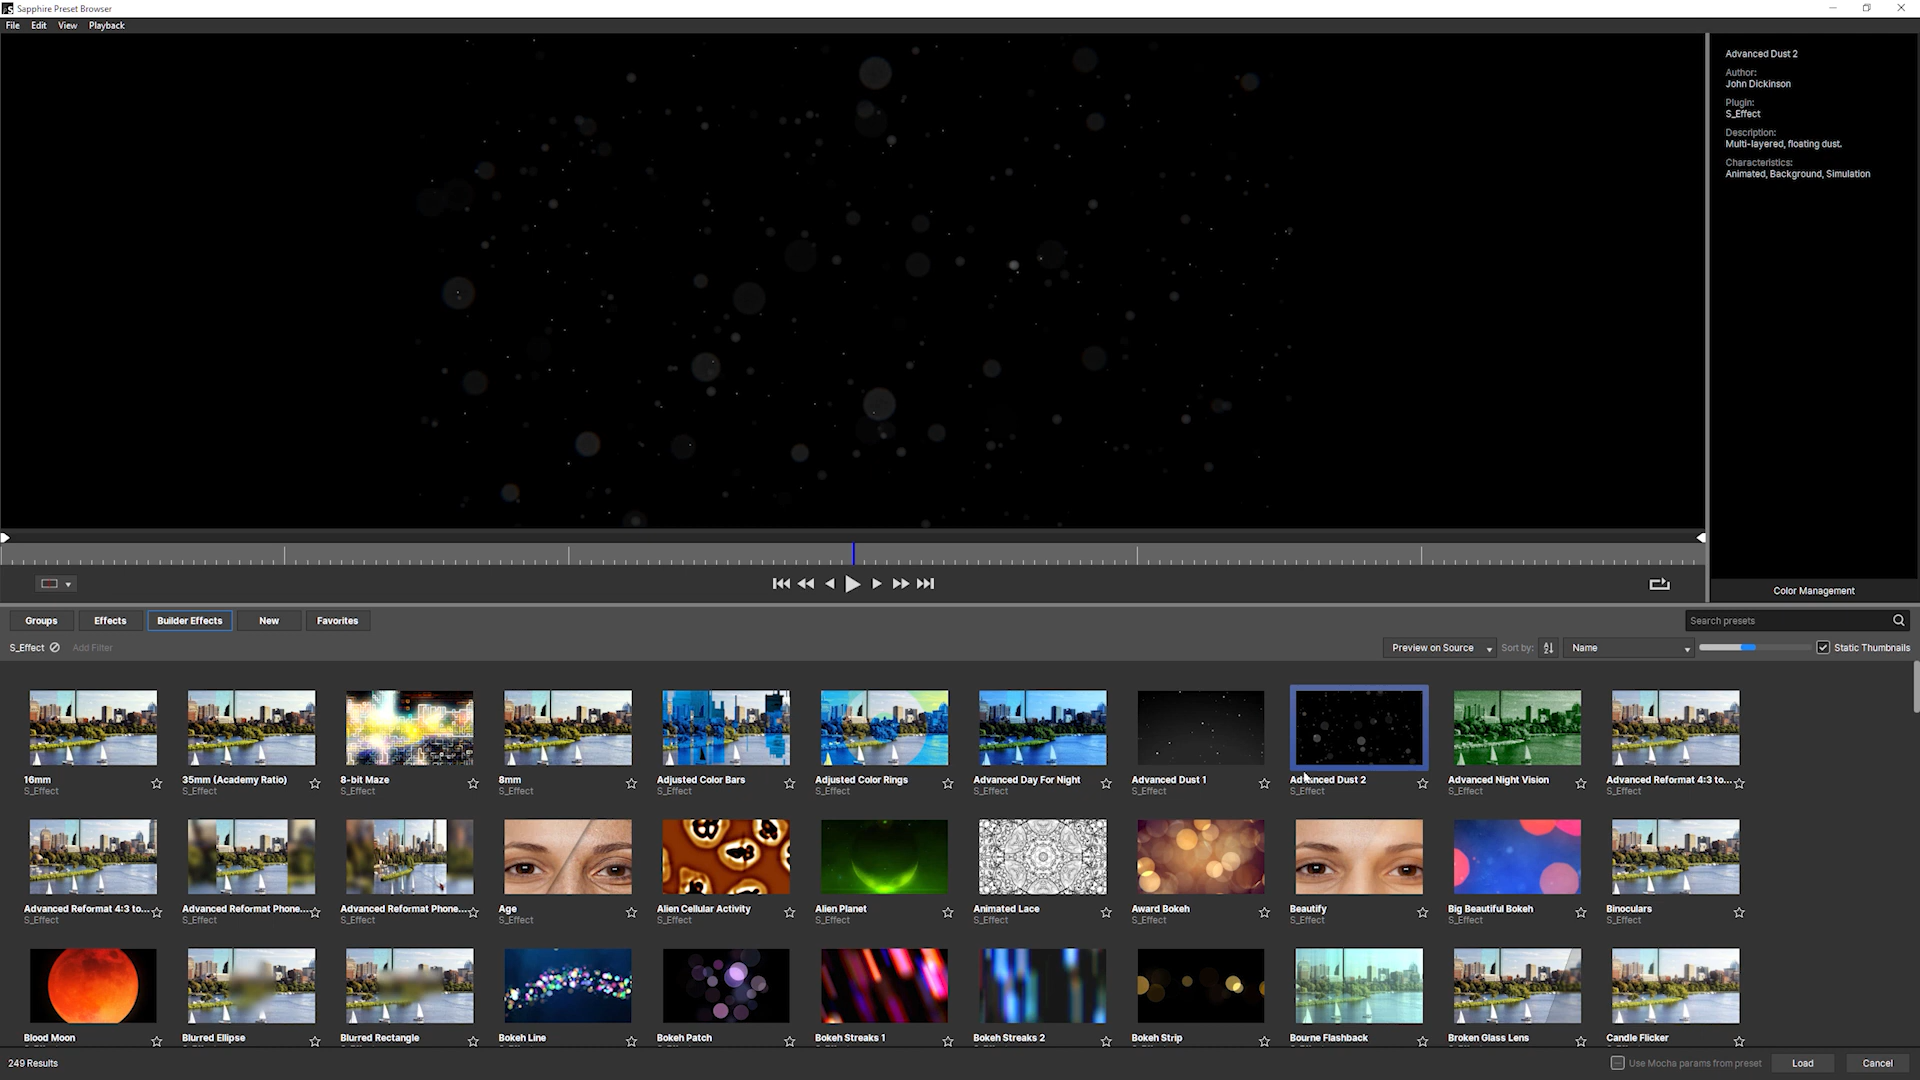 Sapphire Preset Browser
File Edit View Playback
Advanced Dust 2
Author:
John Dickinson
Plugin:
S_Effect
Description:
Multi-layered, floating dust.
Characteristics:
Animated, Background, Simulation
Color Management
Groups Effects Builder Effects New Favorites Search presets
S_Effect Add Filter Preview on Source Sort by: Name Static Thumbnails
16mm 35mm (Academy Ratio) 8-bit Maze 8mm Adjusted Color Bars Adjusted Color Rings Advanced Day For Night Advanced Dust 1 Advanced Dust 2 Advanced Night Vision Advanced Reformat 4:3 to...
S_Effect S_Effect S_Effect S_Effect S_Effect S_Effect S_Effect S_Effect S_Effect S_Effect S_Effect
Advanced Reformat 4:3 to... Advanced Reformat Phone... Advanced Reformat Phone... Age Alien Cellular Activity Alien Planet Animated Lace Award Bokeh Beautify Big Beautiful Bokeh Binoculars
S_Effect S_Effect S_Effect S_Effect S_Effect S_Effect S_Effect S_Effect S_Effect S_Effect S_Effect
Blood Moon Blurred Ellipse Blurred Rectangle Bokeh Line Bokeh Patch Bokeh Streaks 1 Bokeh Streaks 2 Bokeh Strip Bourne Flashback Broken Glass Lens Candle Flicker
249 Results Use Mocha params from preset Load Cancel